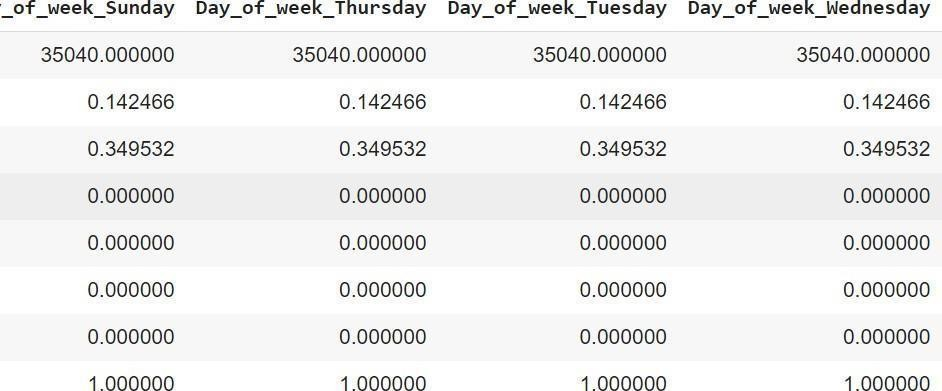 _of_week_Sunday Day_of_week_Thursday Day_of_week_Tuesday Day_of_week_Wednesday
35040.000000 35040.000000 35040.000000 35040.000000
0.142466 0.142466 0.142466 0.142466
0.349532 0.349532 0.349532 0.349532
0.000000 0.000000 0.000000 0.000000
0.000000 0.000000 0.000000 0.000000
0.000000 0.000000 0.000000 0.000000
0.000000 0.000000 0.000000 0.000000
1.000000 1.000000 1.000000 1.000000